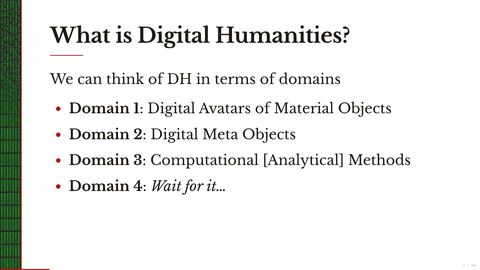 What is Digital Humanities?
We can think of DH in terms of domains
• Domain 1: Digital Avatars of Material Objects
• Domain 2: Digital Meta Objects
• Domain 3: Computational [Analytical] Methods
• Domain 4: Wait for it...